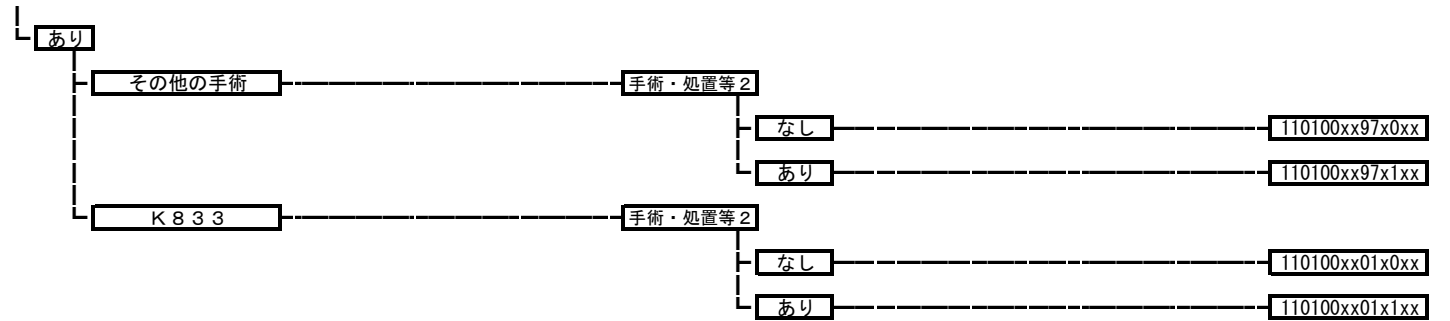 あり
その他の手術 手術・処置等２
なし 110100xx97x0xx
あり 110100xx97x1xx
Ｋ８３３ 手術・処置等２
なし 110100xx01x0xx
あり 110100xx01x1xx